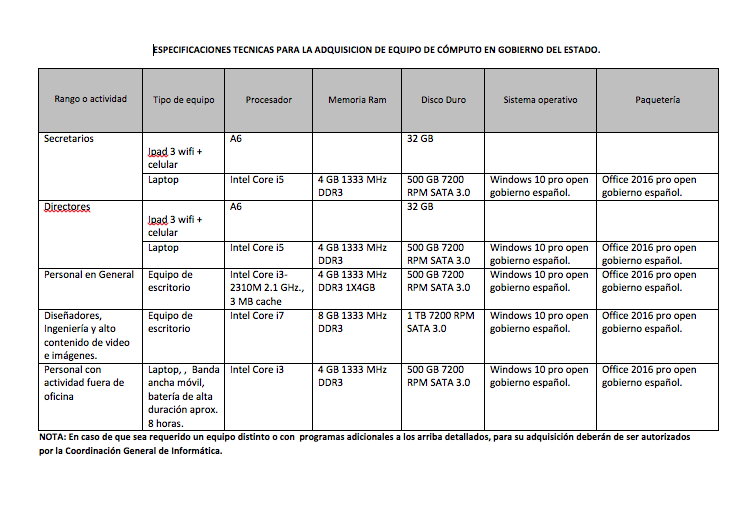 ESPECIFICACIONES TECNICAS PARA LA ADQUISICION DE EQUIPO DE CÓMPUTO EN GOBIERNO DEL ESTADO.
Rango o actividad
Tipo de equipo
Procesador
Memoria Ram
Disco Duro
Sistema operativo
Paquetería
Secretarios
Ipad 3 wifi +
celular
A6
32 GB
Laptop
Intel Core i5
4 GB 1333 MHz
DDR3
500 GB 7200
RPM SATA 3.0
Windows 10 pro open
gobierno español.
Office 2016 pro open
gobierno español.
Directores
Ipad 3 wifi +
celular
A6
32 GB
Laptop
Intel Core i5
4 GB 1333 MHz
DDR3
500 GB 7200
RPM SATA 3.0
Windows 10 pro open
gobierno español.
Office 2016 pro open
gobierno español.
Personal en General
Equipo de
escritorio
Intel Core i3-
2310M 2.1 GHz.,
3 MB cache
4 GB 1333 MHz
DDR3 1X4GB
500 GB 7200
RPM SATA 3.0
Windows 10 pro open
gobierno español.
Office 2016 pro open
gobierno español.
Diseñadores,
Ingeniería y alto
contenido de video
e imágenes.
Equipo de
escritorio
Intel Core i7
8 GB 1333 MHz
DDR3
1 TB 7200 RPM
SATA 3.0
Windows 10 pro open
gobierno español.
Office 2016 pro open
gobierno español.
Personal con
actividad fuera de
oficina
Laptop, , Banda
ancha móvil,
batería de alta
duración aprox.
8 horas.
Intel Core i3
4 GB 1333 MHz
DDR3
500 GB 7200
RPM SATA 3.0
Windows 10 pro open
gobierno español.
Office 2016 pro open
gobierno español.
NOTA: En caso de que sea requerido un equipo distinto o con programas adicionales a los arriba detallados, para su adquisición deberán de ser autorizados
por la Coordinación General de Informática.